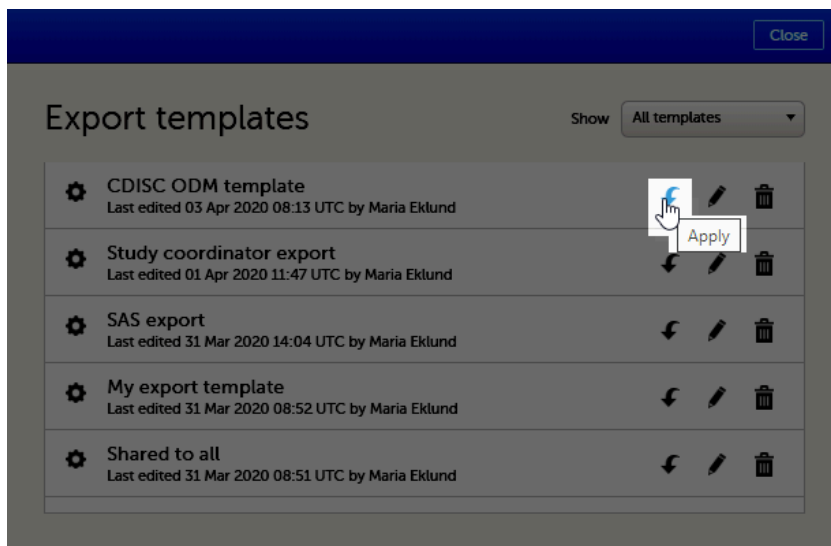 Close
Export templates
Show All templates
CDISC ODM template
Last edited 03 Apr 2020 08:13 UTC by Maria Eklund
Apply
Study coordinator export
Last edited 01 Apr 2020 11:47 UTC by Maria Eklund
SAS export
Last edited 31 Mar 2020 14:04 UTC by Maria Eklund
My export template
Last edited 31 Mar 2020 08:52 UTC by Maria Eklund
Shared to all
Last edited 31 Mar 2020 08:51 UTC by Maria Eklund